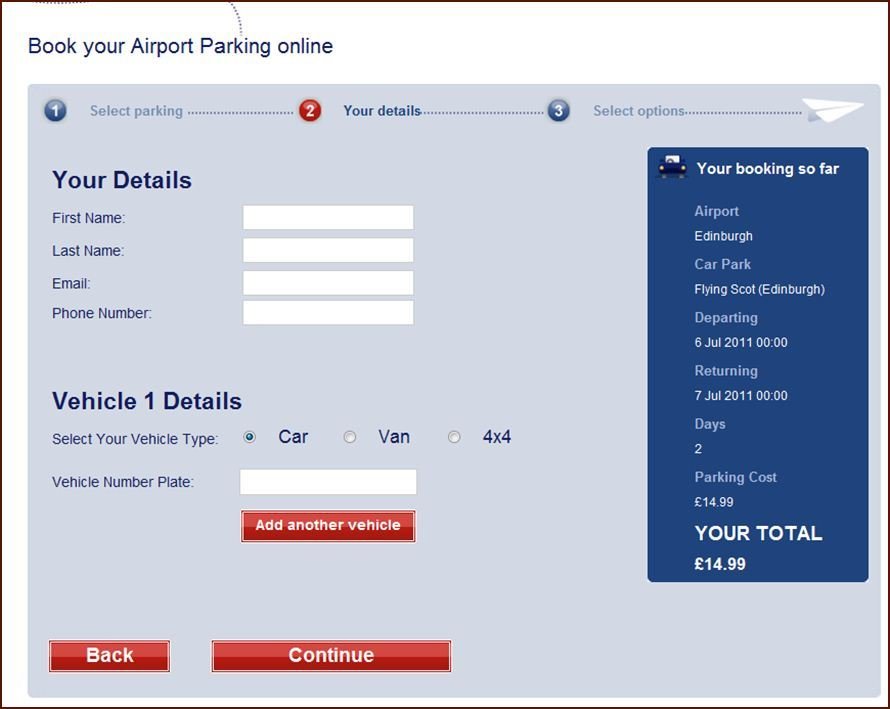 Book your Airport Parking online
1 Select parking 2 Your details 3 Select options
Your Details
First Name:
Last Name:
Email:
Phone Number:
Vehicle 1 Details
Select Your Vehicle Type: Car Van 4x4
Vehicle Number Plate:
Add another vehicle
Back Continue
Your booking so far
Airport
Edinburgh
Car Park
Flying Scot (Edinburgh)
Departing
6 Jul 2011 00:00
Returning
7 Jul 2011 00:00
Days
2
Parking Cost
£14.99
YOUR TOTAL
£14.99